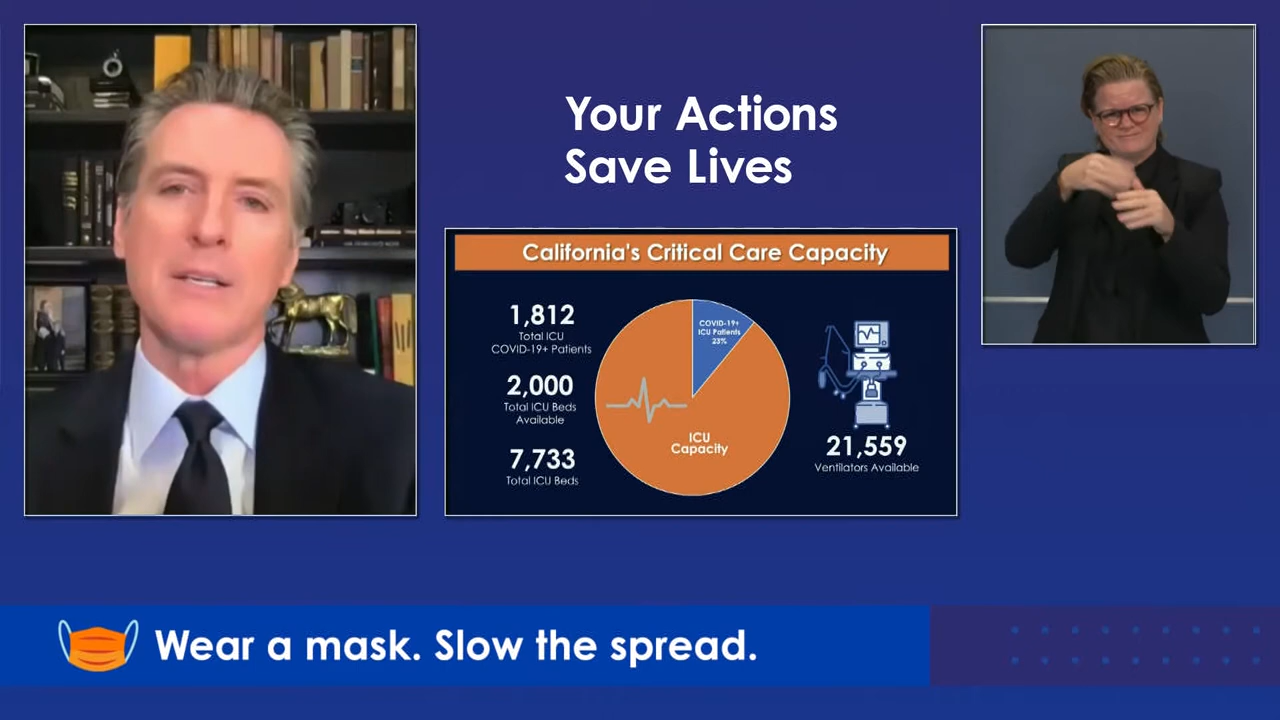 Your Actions
Save Lives
California's Critical Care Capacity
1,812
Total ICU
COVID-19+ Patients
2,000
Total ICU Beds
Available
7,733
Total ICU Beds
COVID-19+
ICU Patients
23%
ICU
Capacity
21,559
Ventilators Available
Wear a mask. Slow the spread.